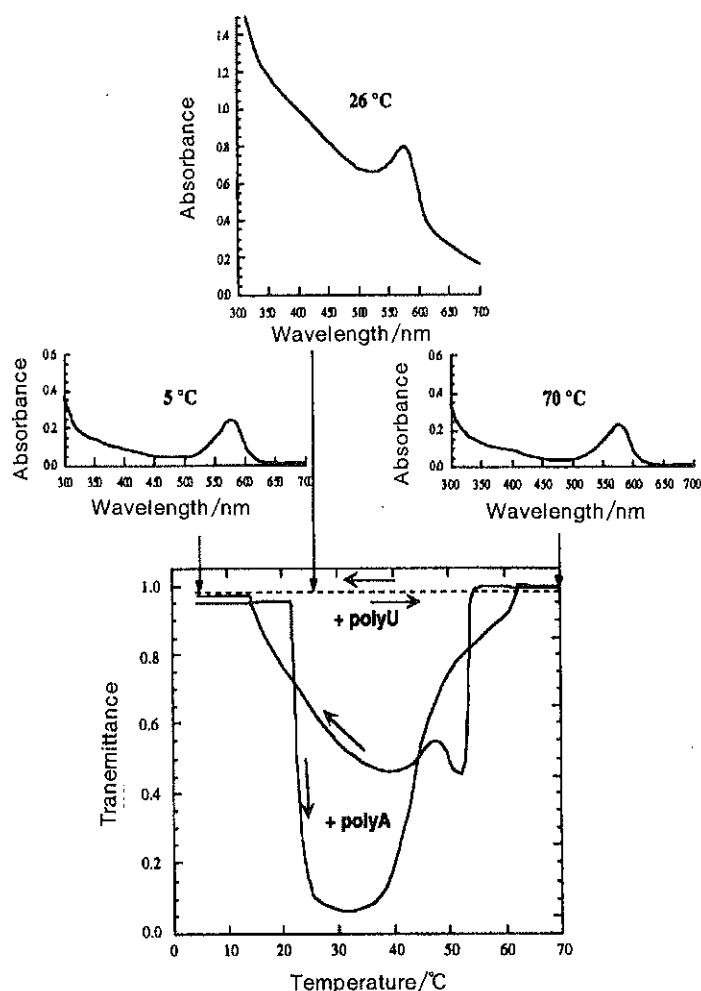 1.4
1.2
1.0
0.8
0.6
0.4
0.2
0.0
Absorbance
26 °C
300 350 400 450 500 550 600 650 700
Wavelength/nm
0.6
0.4
0.2
0.0
Absorbance
5 °C
300 350 400 450 500 550 600 650 700
Wavelength/nm
0.6
0.4
0.2
0.0
Absorbance
70 °C
300 350 400 450 500 550 600 650 700
Wavelength/nm
1.0
0.8
0.6
0.4
0.2
0.0
Tranemittance
+ polyU
+ polyA
0 10 20 30 40 50 60 70
Temperature/℃